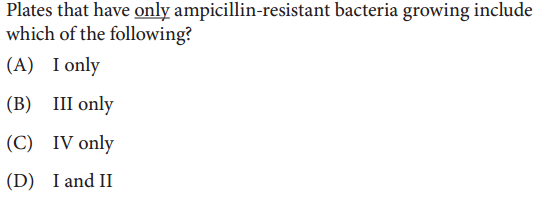 Plates that have only ampicillin-resistant bacteria growing include
which of the following?
(A) I only
(B) III only
(C) IV only
(D) I and II